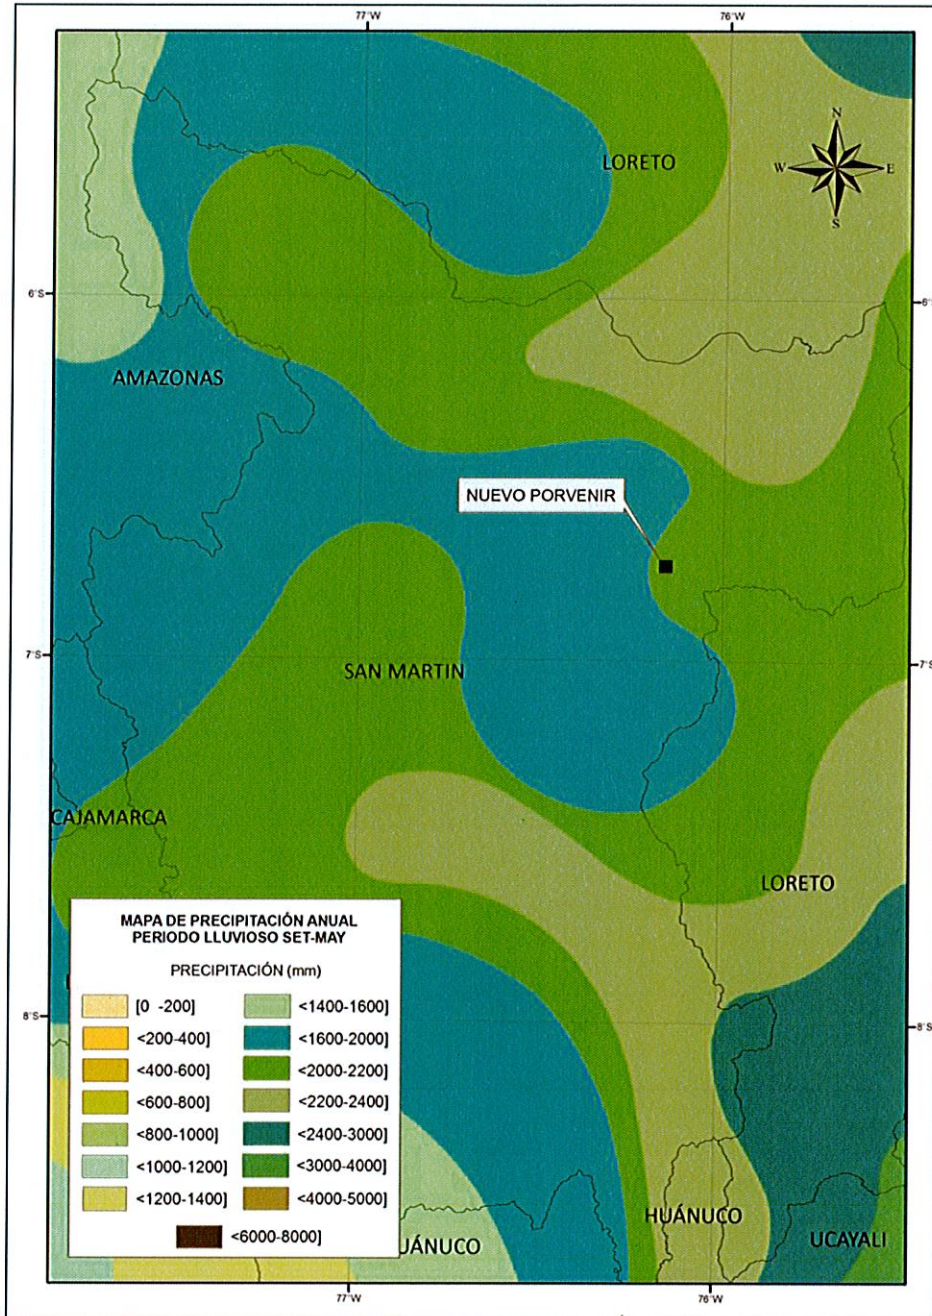 77°W
76°W
LORETO
N
W
E
S
6°S
6°S
AMAZONAS
NUEVO PORVENIR
7°S
SAN MARTIN
7°S
CAJAMARCA
LORETO
MAPA DE PRECIPITACIÓN ANUAL
PERIODO LLUVIOSO SET-MAY
PRECIPITACIÓN (mm)
[0 -200]
<200-400]
<400-600]
<600-800]
<800-1000]
<1000-1200]
<1200-1400]
<1400-1600]
<1600-2000]
<2000-2200]
<2200-2400]
<2400-3000]
<3000-4000]
<4000-5000]
<6000-8000]
8°S
8°S
HUÁNUCO
UÁNUCO
UCAYALI
77°W
76°W